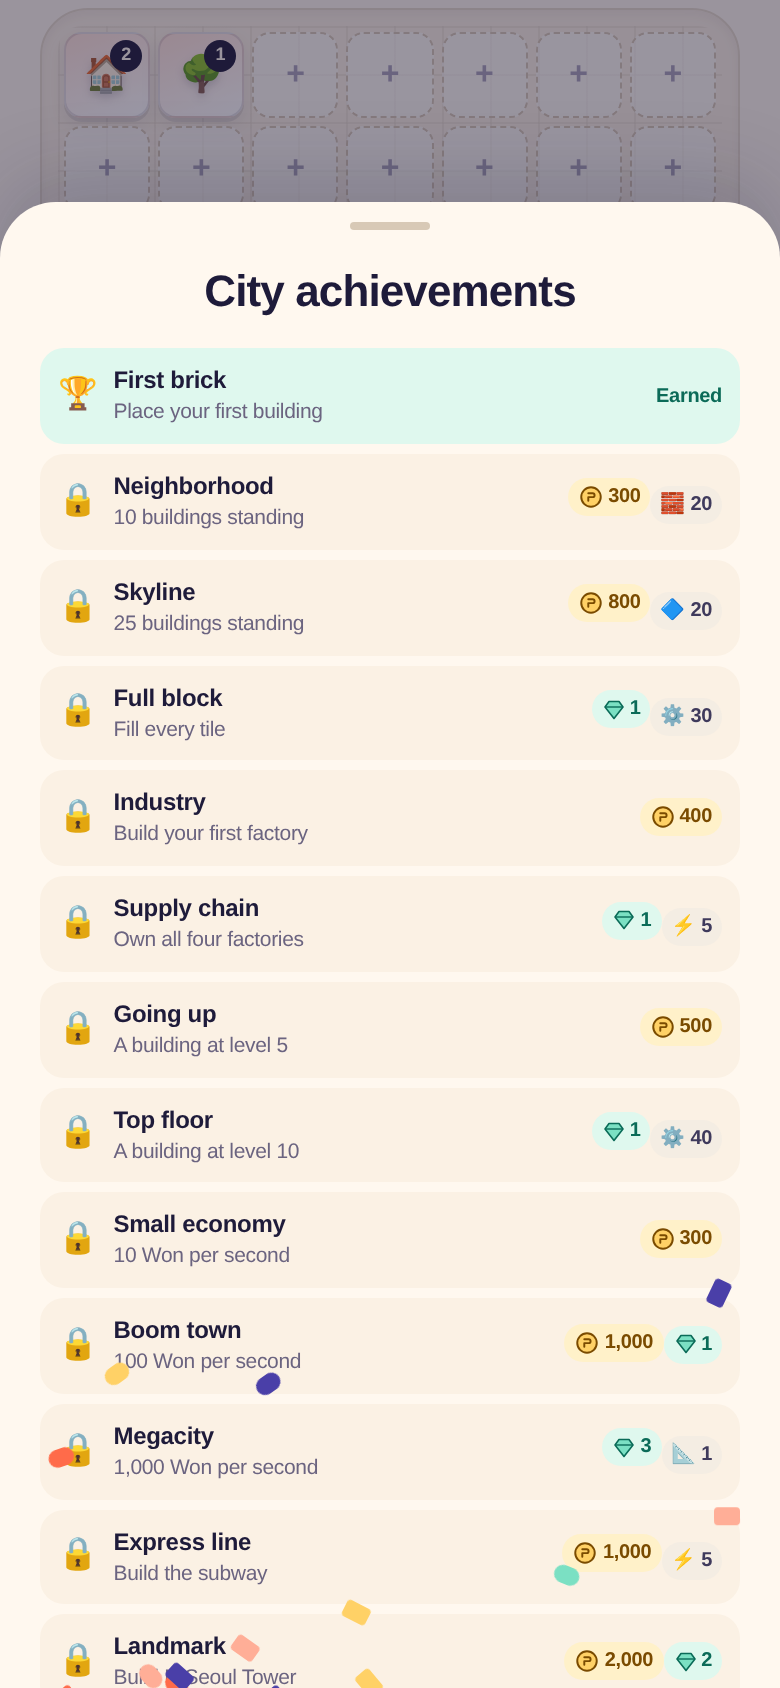 2
1
+ + + + +
+ + + + + + +
City achievements
First brick
Place your first building
Earned
Neighborhood
10 buildings standing
300 20
Skyline
25 buildings standing
800 20
Full block
Fill every tile
1 30
Industry
Build your first factory
400
Supply chain
Own all four factories
1 5
Going up
A building at level 5
500
Top floor
A building at level 10
1 40
Small economy
10 Won per second
300
Boom town
100 Won per second
1,000 1
Megacity
1,000 Won per second
3 1
Express line
Build the subway
1,000 5
Landmark
Seoul Tower
2,000 2